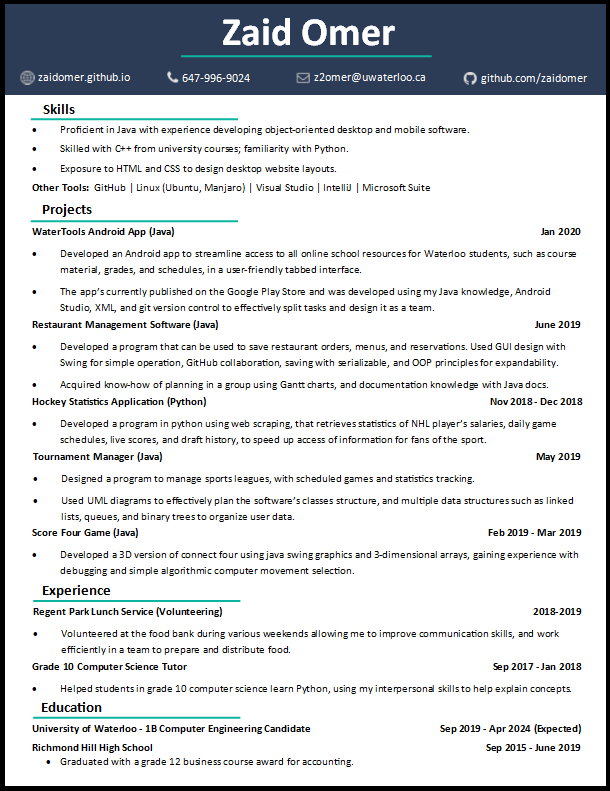 Zaid Omer
zaidomer.github.io 647-996-9024 z2omer@uwaterloo.ca github.com/zaidomer
Skills
• Proficient in Java with experience developing object-oriented desktop and mobile software.
• Skilled with C++ from university courses; familiarity with Python.
• Exposure to HTML and CSS to design desktop website layouts.
Other Tools: GitHub | Linux (Ubuntu, Manjaro) | Visual Studio | IntelliJ | Microsoft Suite
Projects
WaterTools Android App (Java) Jan 2020
• Developed an Android app to streamline access to all online school resources for Waterloo students, such as course
material, grades, and schedules, in a user-friendly tabbed interface.
• The app's currently published on the Google Play Store and was developed using my Java knowledge, Android
Studio, XML, and git version control to effectively split tasks and design it as a team.
Restaurant Management Software (Java) June 2019
• Developed a program that can be used to save restaurant orders, menus, and reservations. Used GUI design with
Swing for simple operation, GitHub collaboration, saving with serializable, and OOP principles for expandability.
• Acquired know-how of planning in a group using Gantt charts, and documentation knowledge with Java docs.
Hockey Statistics Application (Python) Nov 2018 - Dec 2018
• Developed a program in python using web scraping, that retrieves statistics of NHL player's salaries, daily game
schedules, live scores, and draft history, to speed up access of information for fans of the sport.
Tournament Manager (Java) May 2019
• Designed a program to manage sports leagues, with scheduled games and statistics tracking.
• Used UML diagrams to effectively plan the software's classes structure, and multiple data structures such as linked
lists, queues, and binary trees to organize user data.
Score Four Game (Java) Feb 2019 - Mar 2019
• Developed a 3D version of connect four using java swing graphics and 3-dimensional arrays, gaining experience with
debugging and simple algorithmic computer movement selection.
Experience
Regent Park Lunch Service (Volunteering) 2018-2019
• Volunteered at the food bank during various weekends allowing me to improve communication skills, and work
efficiently in a team to prepare and distribute food.
Grade 10 Computer Science Tutor Sep 2017 - Jan 2018
• Helped students in grade 10 computer science learn Python, using my interpersonal skills to help explain concepts.
Education
University of Waterloo - 1B Computer Engineering Candidate Sep 2019 - Apr 2024 (Expected)
Richmond Hill High School Sep 2015 - June 2019
• Graduated with a grade 12 business course award for accounting.